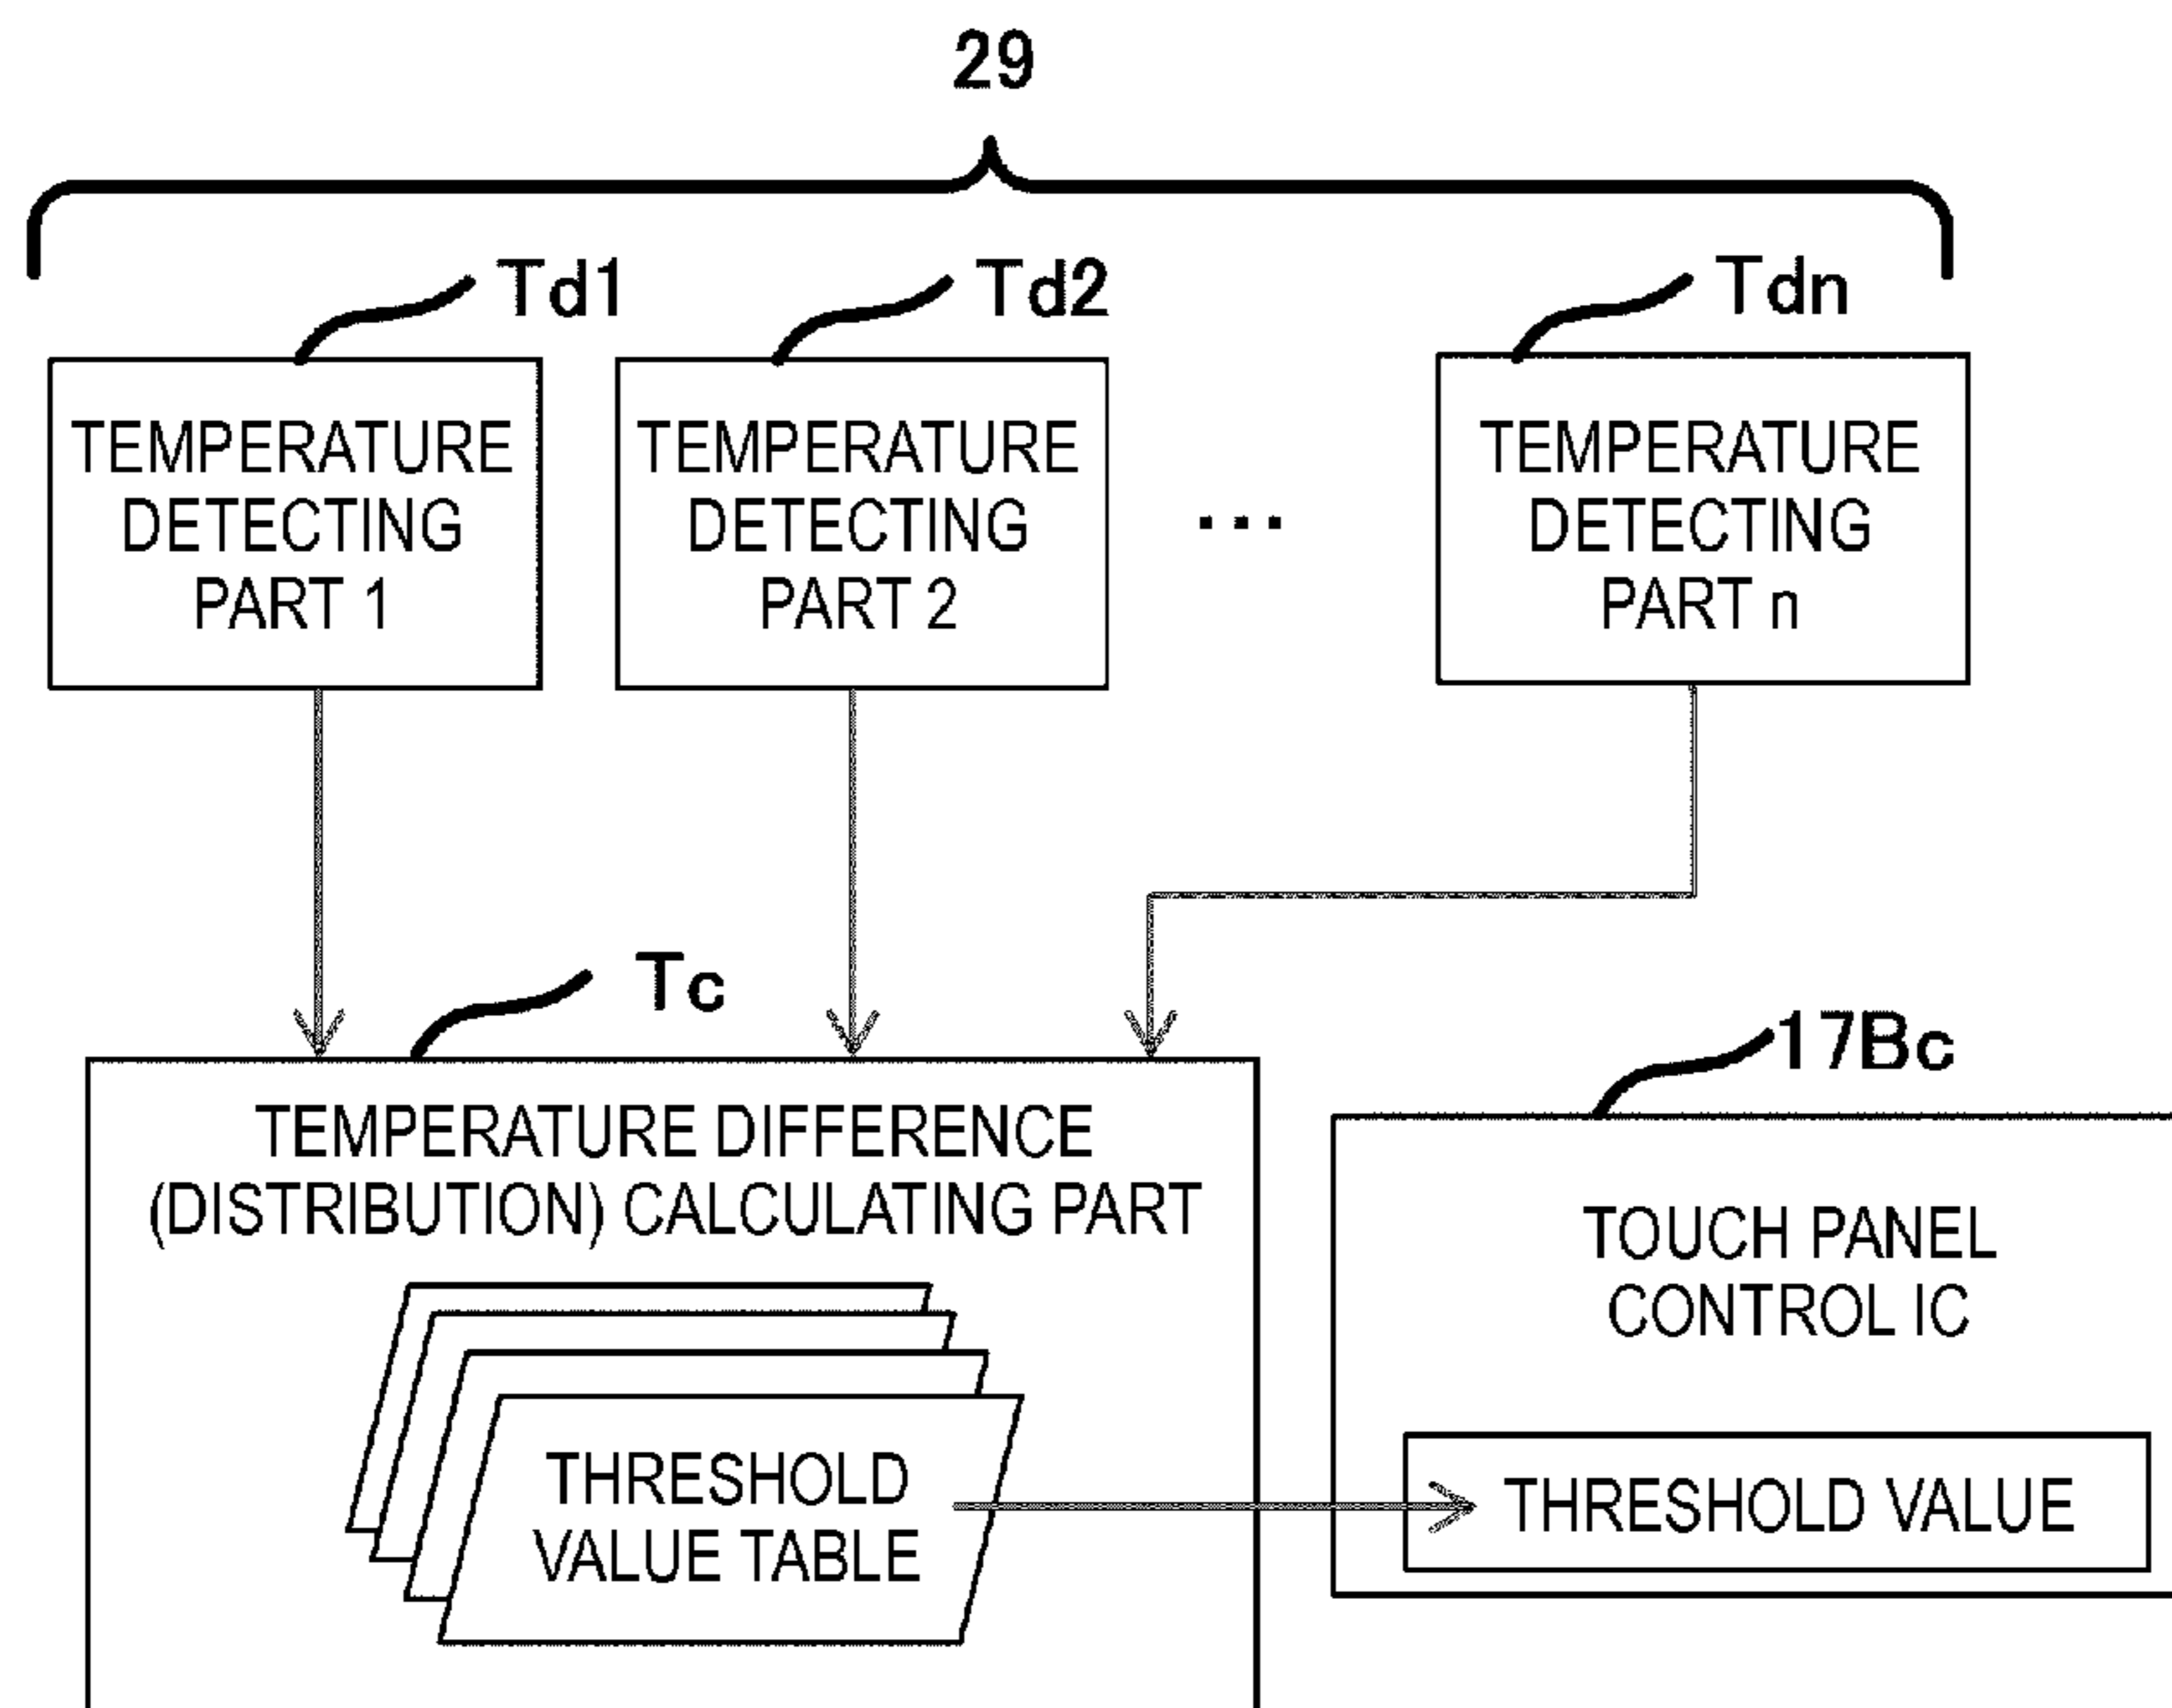 29
Td1
Td2
Tdn
TEMPERATURE
DETECTING
PART 1
TEMPERATURE
DETECTING
PART 2
...
TEMPERATURE
DETECTING
PART n
Tc
17Bc
TEMPERATURE DIFFERENCE
(DISTRIBUTION) CALCULATING PART
TOUCH PANEL
CONTROL IC
THRESHOLD
VALUE TABLE
THRESHOLD VALUE